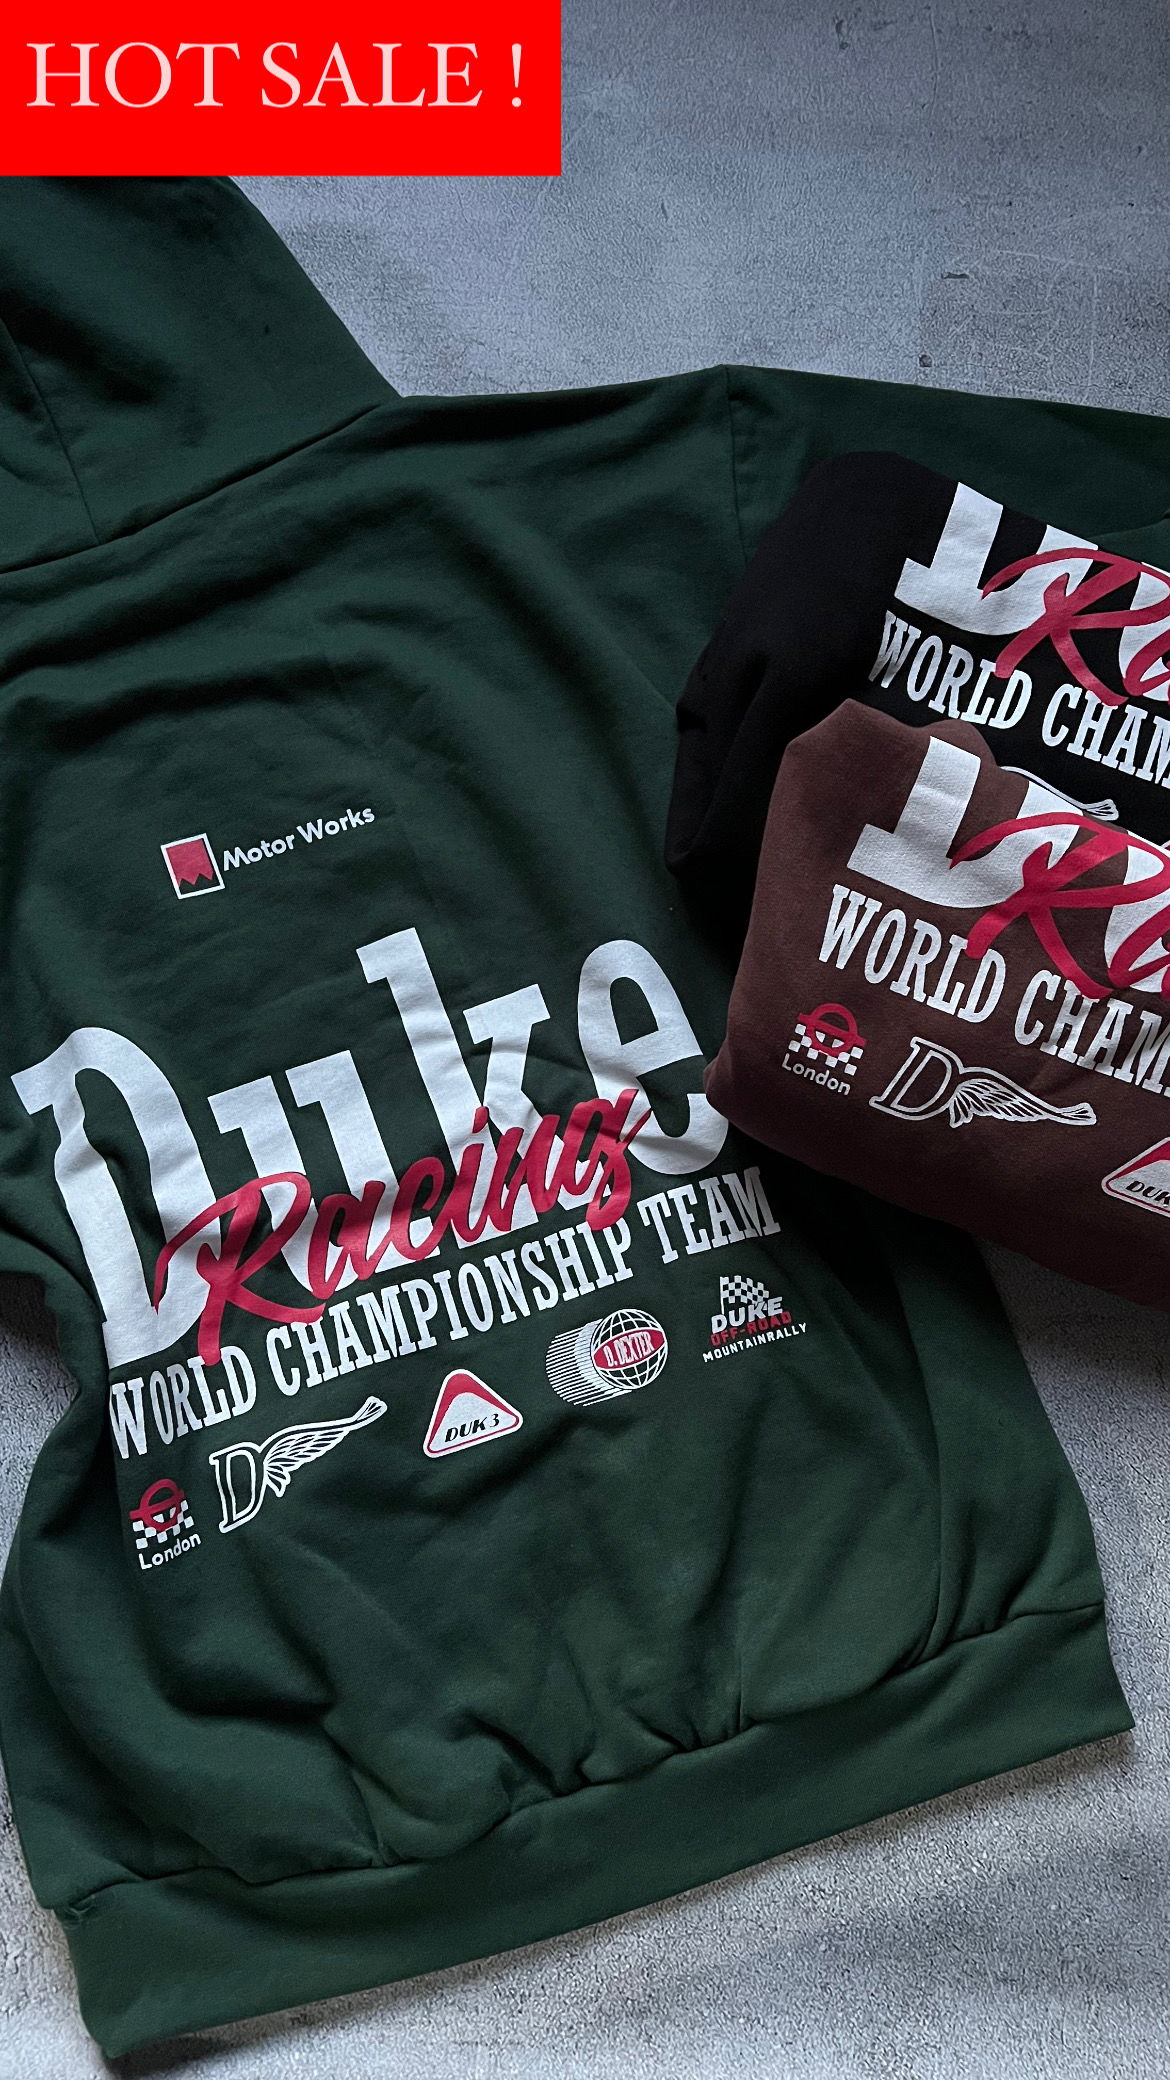 HOT SALE !
Motor Works
Duke
Racing
WORLD CHAMPIONSHIP TEAM
London
D
DUK3
D.DEXTER
DUKE
OFF-ROAD
MOUNTAINRALLY
WORLD CHAM
WORLD CHAM
London
D
DUK